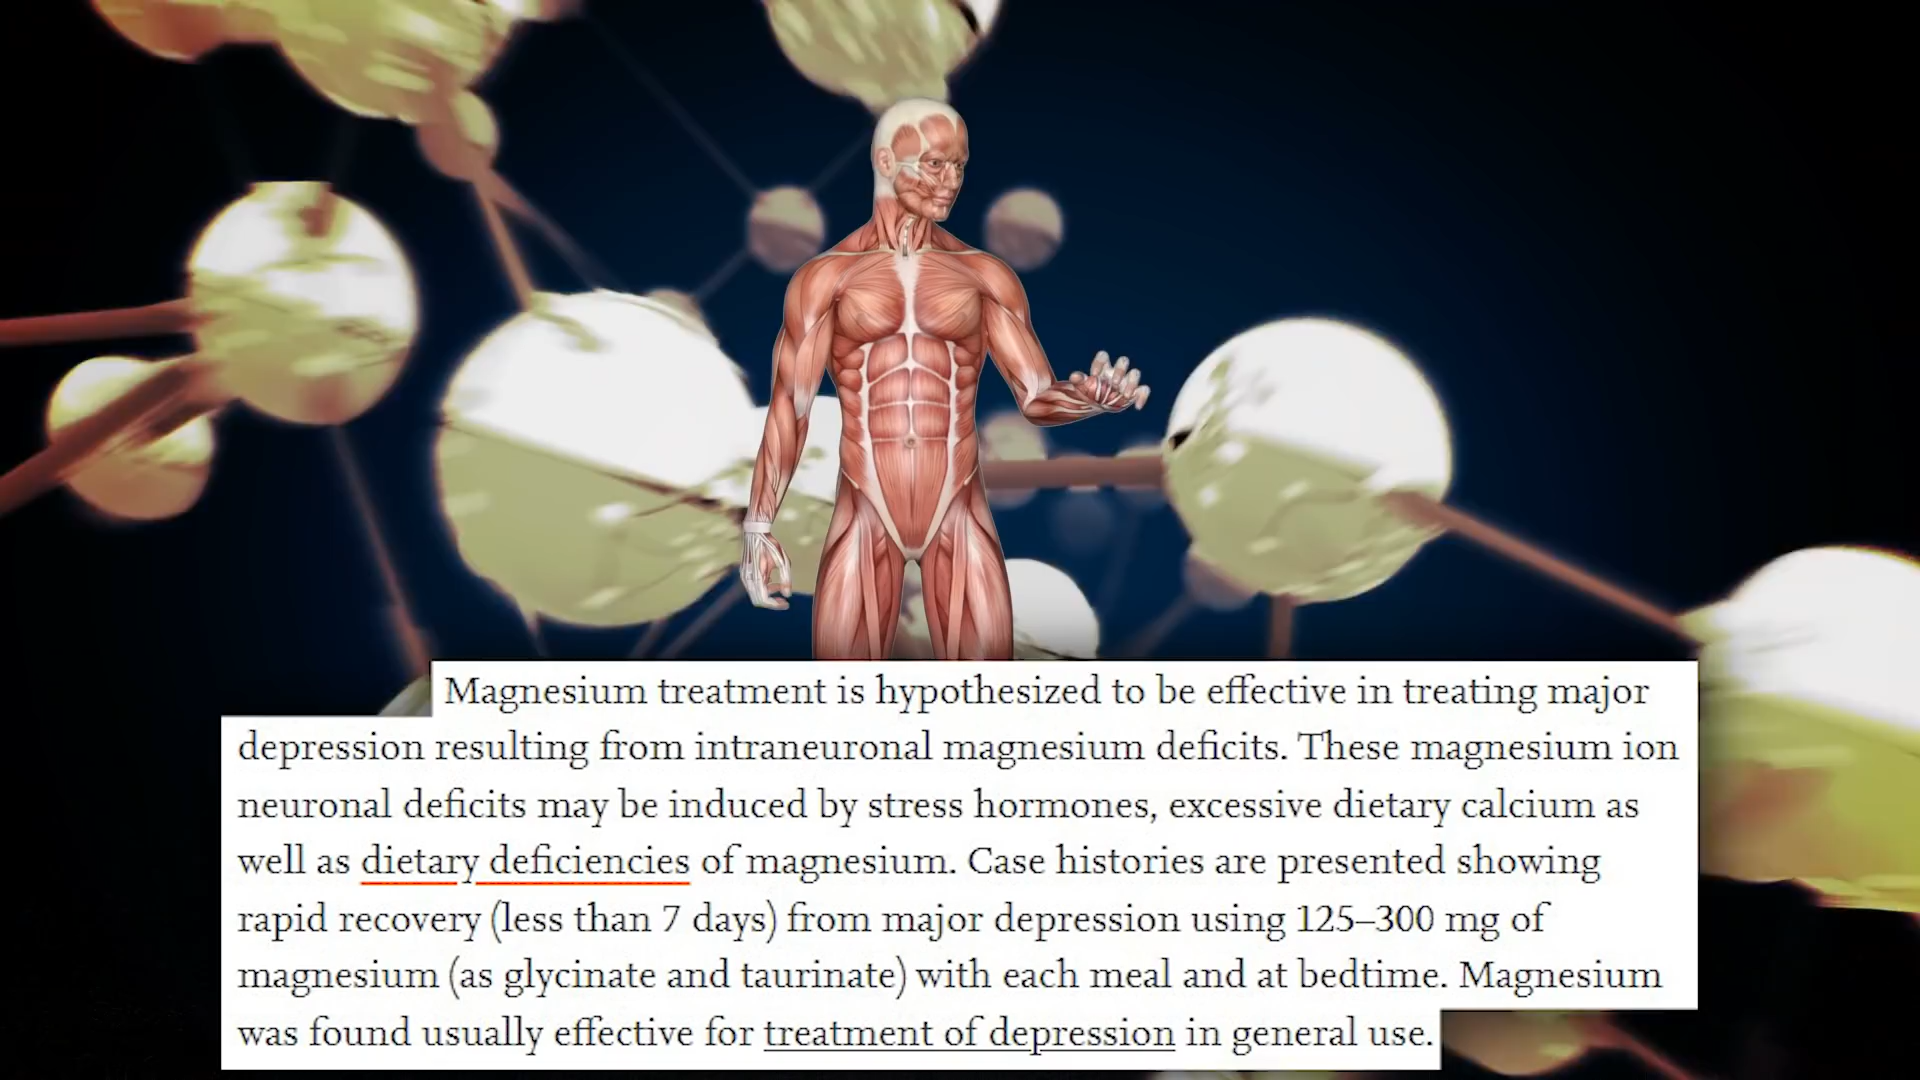 Magnesium treatment is hypothesized to be effective in treating major
depression resulting from intraneuronal magnesium deficits. These magnesium ion
neuronal deficits may be induced by stress hormones, excessive dietary calcium as
well as dietary deficiencies of magnesium. Case histories are presented showing
rapid recovery (less than 7 days) from major depression using 125–300 mg of
magnesium (as glycinate and taurinate) with each meal and at bedtime. Magnesium
was found usually effective for treatment of depression in general use.